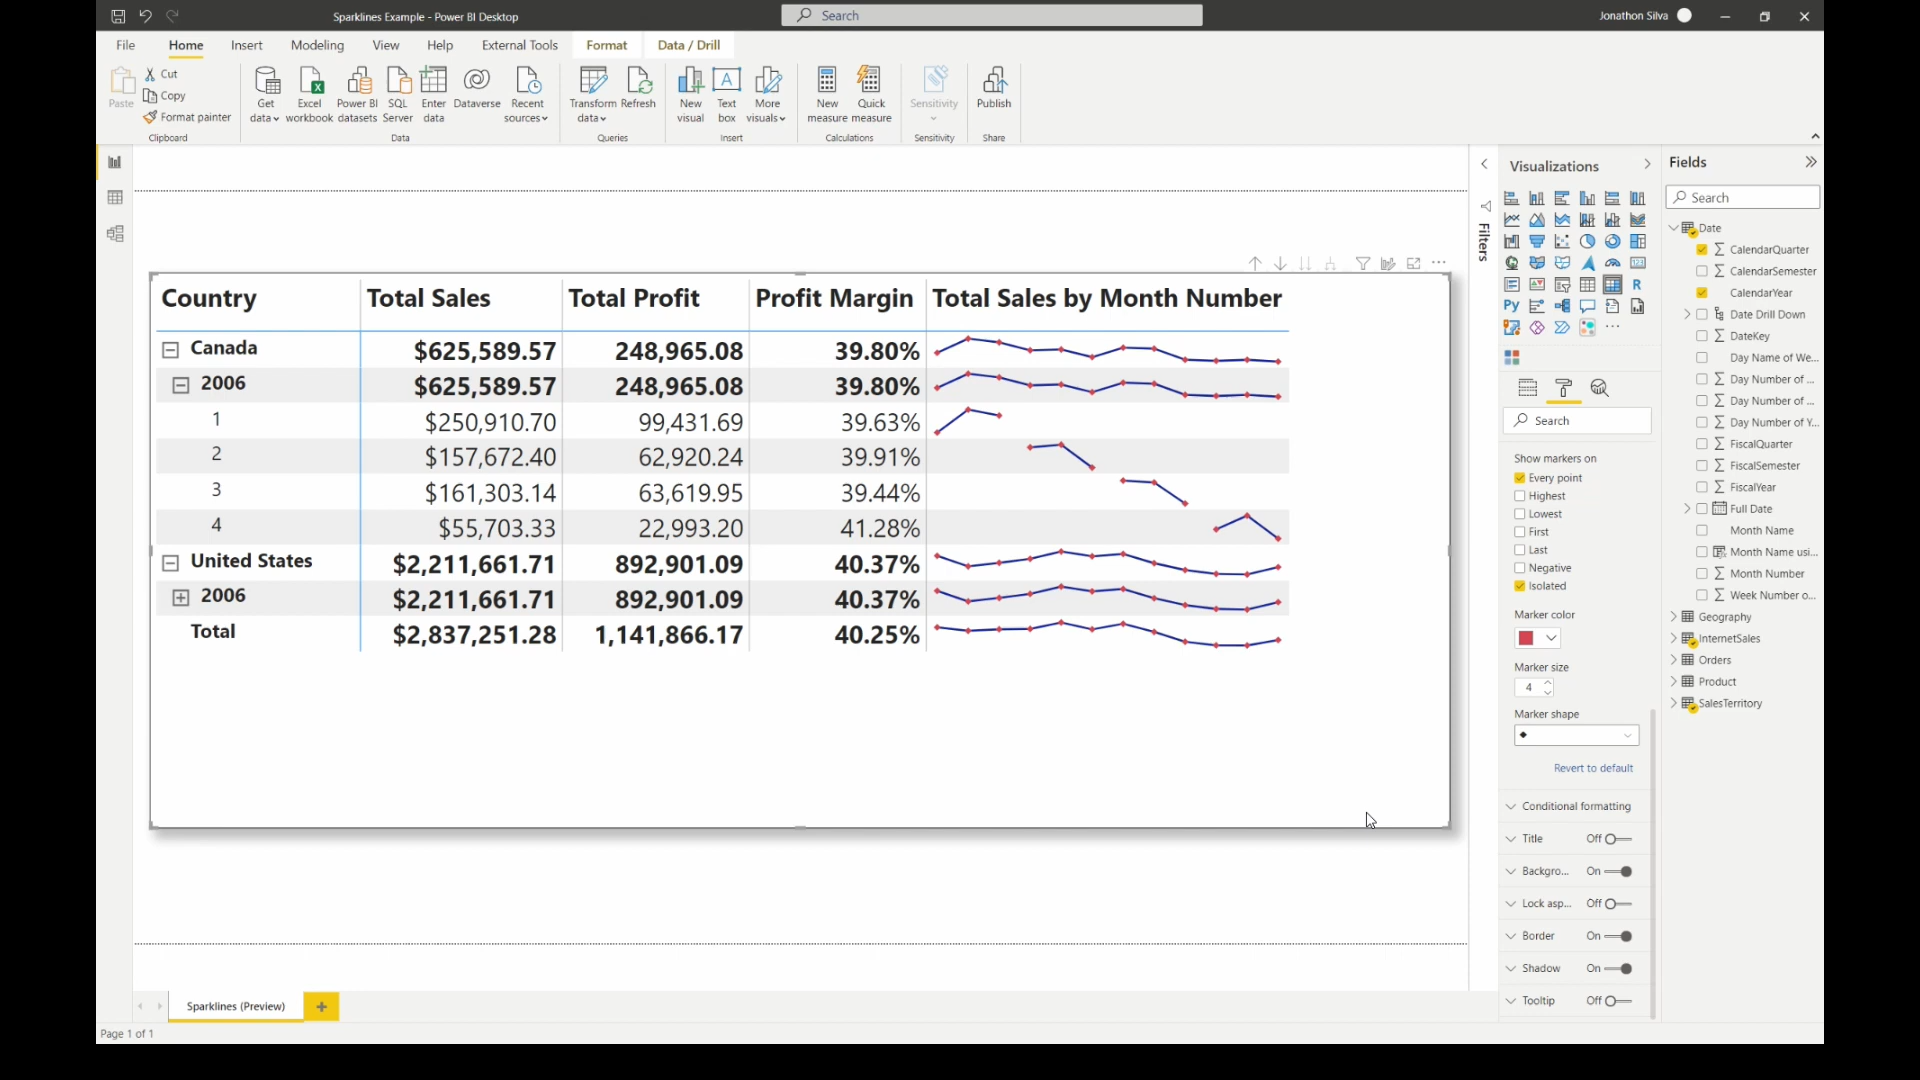 Sparklines Example - Power BI Desktop
Search
Jonathon Silva
File Home Insert Modeling View Help External Tools Format Data / Drill
Paste
Cut
Copy
Format painter
Clipboard
Get data
Excel workbook
Power BI datasets
SQL Server
Enter data
Dataverse
Recent sources
Data
Transform data
Refresh
Queries
New visual
Text box
More visuals
Insert
New measure
Quick measure
Calculations
Sensitivity
Sensitivity
Publish
Share
Country Total Sales Total Profit Profit Margin Total Sales by Month Number
Canada $625,589.57 248,965.08 39.80%
2006 $625,589.57 248,965.08 39.80%
1 $250,910.70 99,431.69 39.63%
2 $157,672.40 62,920.24 39.91%
3 $161,303.14 63,619.95 39.44%
4 $55,703.33 22,993.20 41.28%
United States $2,211,661.71 892,901.09 40.37%
2006 $2,211,661.71 892,901.09 40.37%
Total $2,837,251.28 1,141,866.17 40.25%
Sparklines (Preview)
Page 1 of 1
Filters
Visualizations
R
Py
Search
Show markers on
Every point
Highest
Lowest
First
Last
Negative
Isolated
Marker color
Marker size
4
Marker shape
Revert to default
Conditional formatting
Title Off
Backgro... On
Lock asp... Off
Border On
Shadow On
Tooltip Off
Fields
Search
Date
CalendarQuarter
CalendarSemester
CalendarYear
Date Drill Down
DateKey
Day Name of We...
Day Number of ...
Day Number of ...
Day Number of Y...
FiscalQuarter
FiscalSemester
FiscalYear
Full Date
Month Name
Month Name usi...
Month Number
Week Number o...
Geography
InternetSales
Orders
Product
SalesTerritory